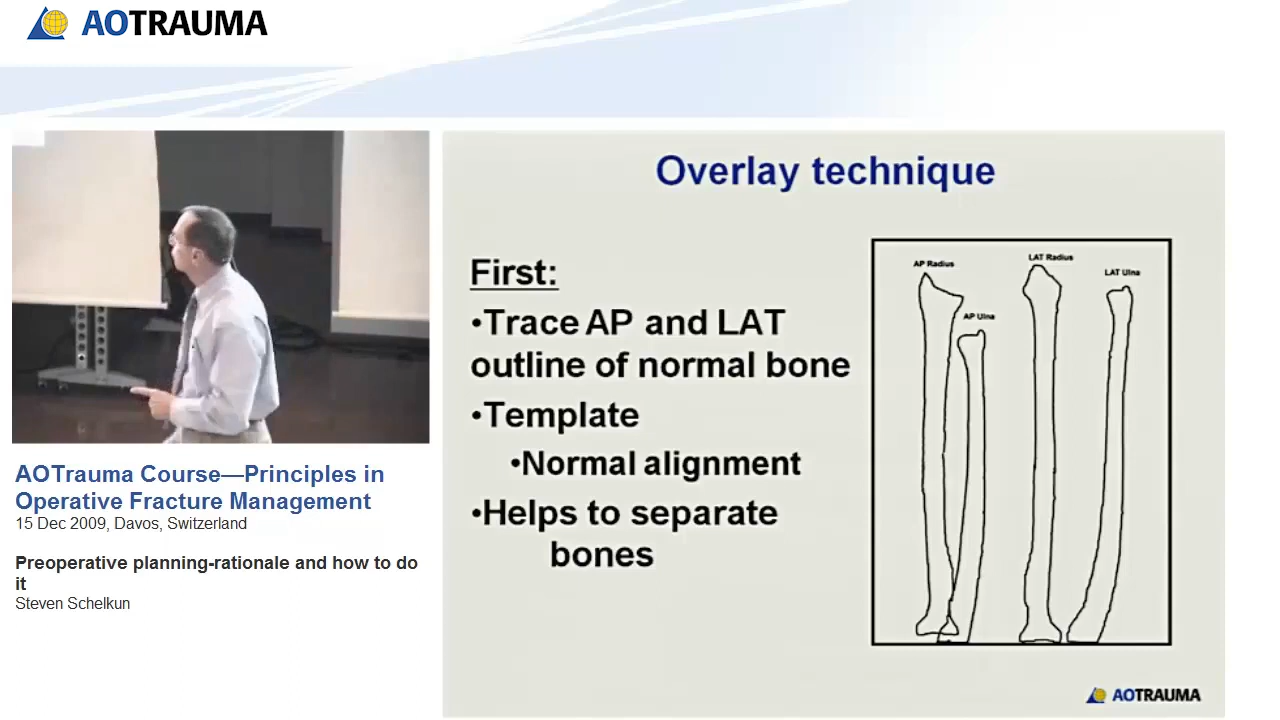 AOTRAUMA
Overlay technique
First:
•Trace AP and LAT
outline of normal bone
•Template
•Normal alignment
•Helps to separate
bones
AP Radius
LAT Radius
LAT Ulna
AP Ulna
AOTRAUMA
AOTrauma Course—Principles in
Operative Fracture Management
15 Dec 2009, Davos, Switzerland
Preoperative planning-rationale and how to do
it
Steven Schelkun